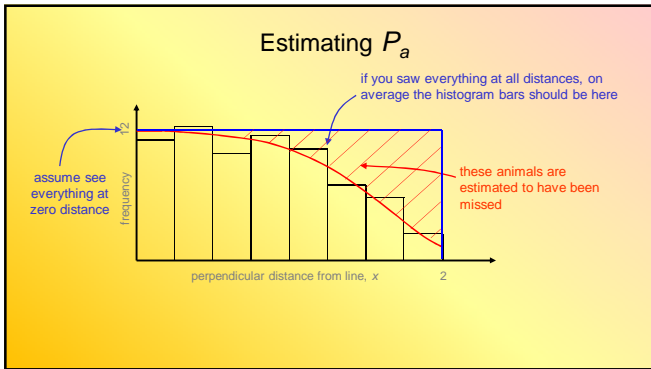 Estimating Pa
if you saw everything at all distances, on
average the histogram bars should be here
12
assume see
everything at
zero distance
frequency
these animals are
estimated to have been
missed
perpendicular distance from line, x
2